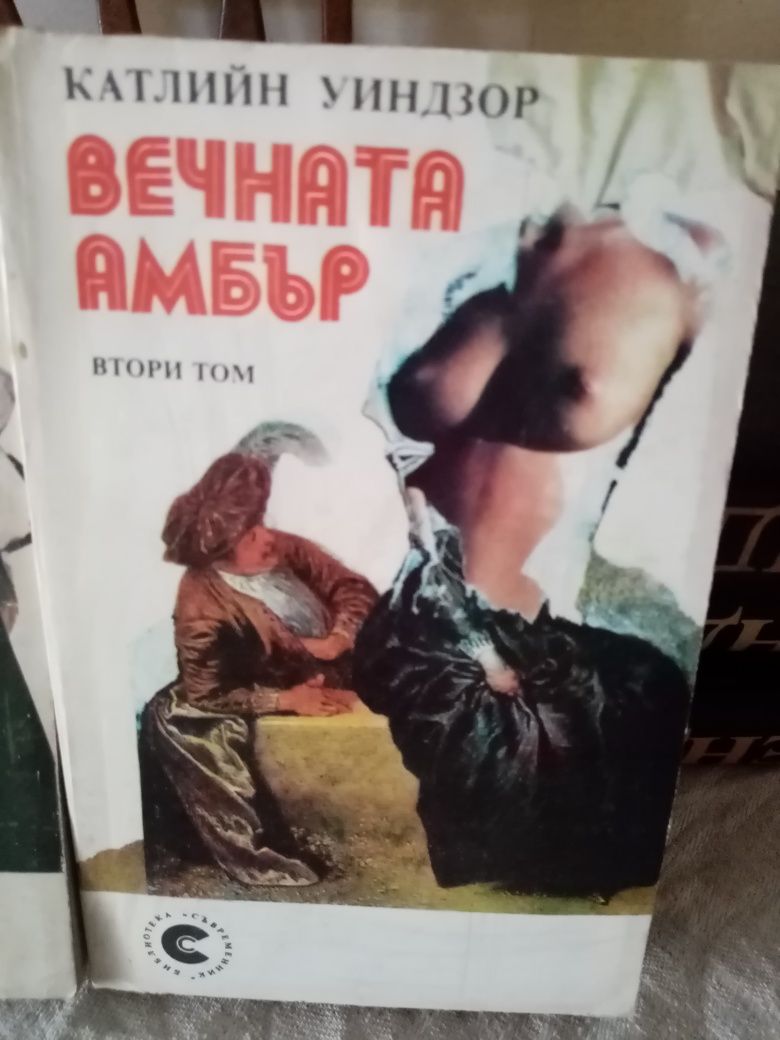 КАТЛИЙН УИНДЗОР
ВЕЧНАТА
АМБЪР
ВТОРИ ТОМ
БИБЛИОТЕКА „СЪВРЕМЕННИК“